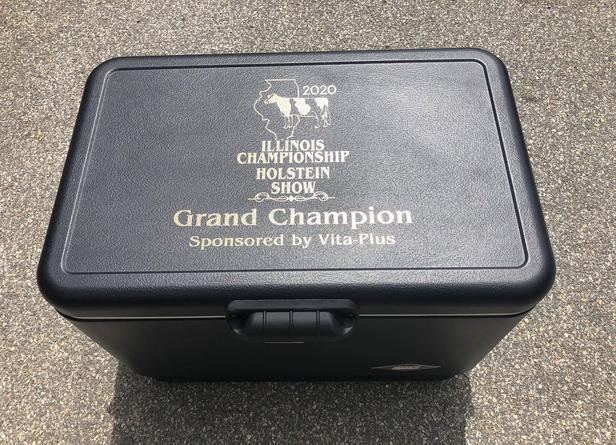 2020
ILLINOIS
CHAMPIONSHIP
HOLSTEIN
SHOW
Grand Champion
Sponsored by Vita-Plus